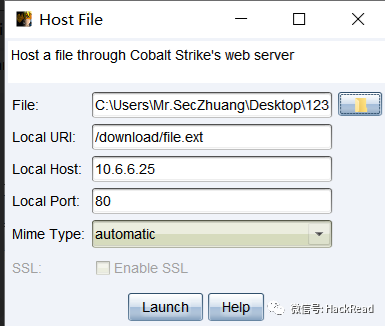 Host File
Host a file through Cobalt Strike's web server
File: C:\Users\Mr.SecZhuang\Desktop\123
Local URI: /download/file.ext
Local Host: 10.6.6.25
Local Port: 80
Mime Type: automatic
SSL: Enable SSL
Launch Help
微信号: HackRead